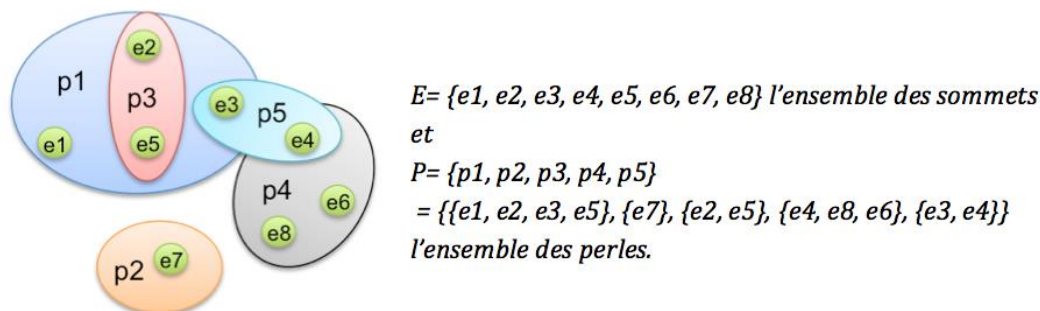 e2
p1
p3
e3
p5
e1
e5
e4
p4
e6
e8
p2
e7
E= {e1, e2, e3, e4, e5, e6, e7, e8} l'ensemble des sommets
et
P= {p1, p2, p3, p4, p5}
= {{e1, e2, e3, e5}, {e7}, {e2, e5}, {e4, e8, e6}, {e3, e4}}
l'ensemble des perles.